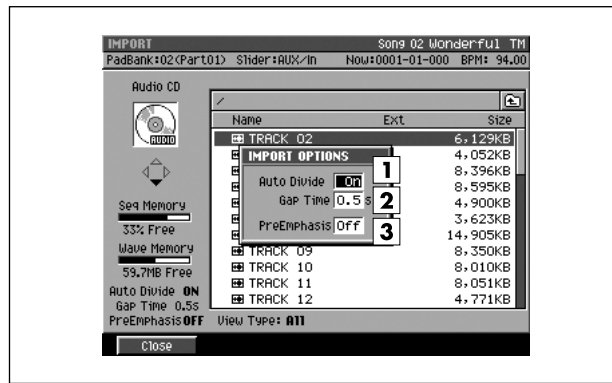 IMPORT Song 02 Wonderful TM
PadBank:02(Part01) Slider:AUX/In Now:0001-01-000 BPM: 94.00
Audio CD
AUDIO
/
Name Ext Size
TRACK 02 6,129KB
4,052KB
8,396KB
8,595KB
4,900KB
3,623KB
14,905KB
TRACK 09 8,350KB
TRACK 10 8,010KB
TRACK 11 8,051KB
TRACK 12 4,771KB
IMPORT OPTIONS
Auto Divide On 1
Gap Time 0.5 s 2
PreEmphasis Off 3
Seq Memory
33% Free
Wave Memory
59.7MB Free
Auto Divide ON
Gap Time 0.5S
PreEmphasis OFF View Type: All
Close